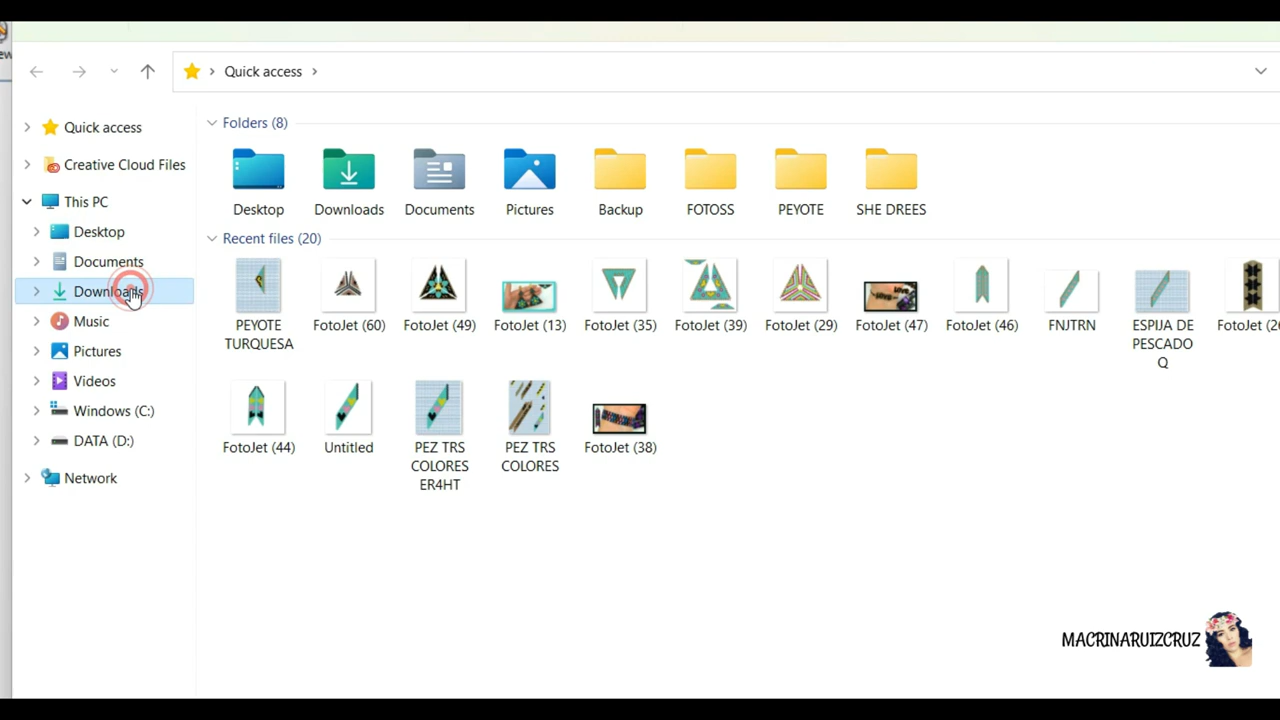 Quick access
Quick access
Creative Cloud Files
This PC
Desktop
Documents
Downloads
Music
Pictures
Videos
Windows (C:)
DATA (D:)
Network
Folders (8)
Desktop
Downloads
Documents
Pictures
Backup
FOTOSS
PEYOTE
SHE DREES
Recent files (20)
PEYOTE
TURQUESA
FotoJet (60)
FotoJet (49)
FotoJet (13)
FotoJet (35)
FotoJet (39)
FotoJet (29)
FotoJet (47)
FotoJet (46)
FNJTRN
ESPIJA DE
PESCADO
Q
FotoJet
FotoJet (44)
Untitled
PEZ TRS
COLORES
ER4HT
PEZ TRS
COLORES
FotoJet (38)
MACRINARUIZCRUZ